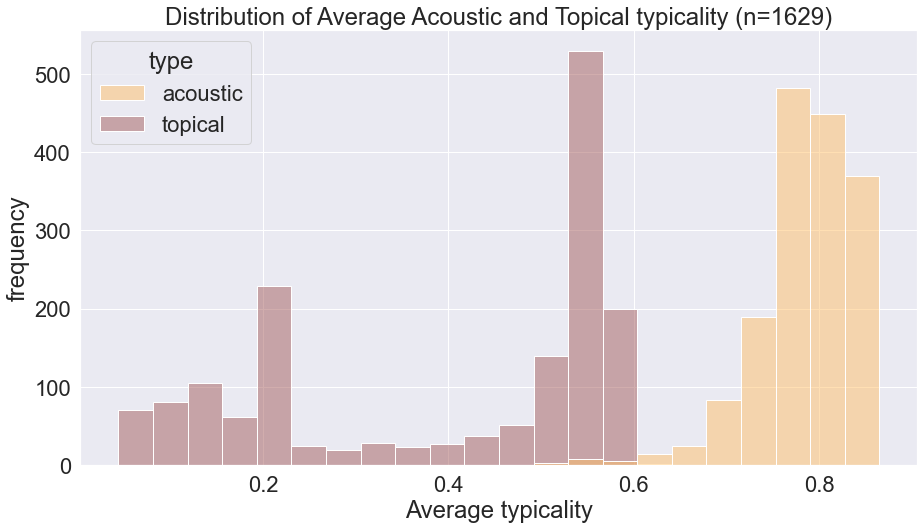 Distribution of Average Acoustic and Topical typicality (n=1629)
type
acoustic
topical
frequency
500
400
300
200
100
0
0.2 0.4 0.6 0.8
Average typicality